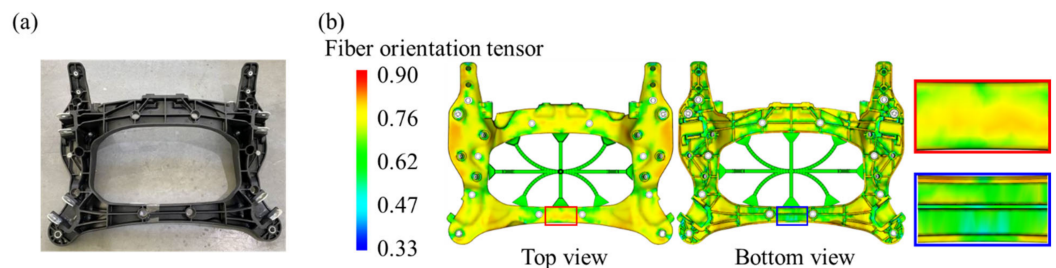 (a)
(b)
Fiber orientation tensor
0.90
0.76
0.62
0.47
0.33
Top view
Bottom view